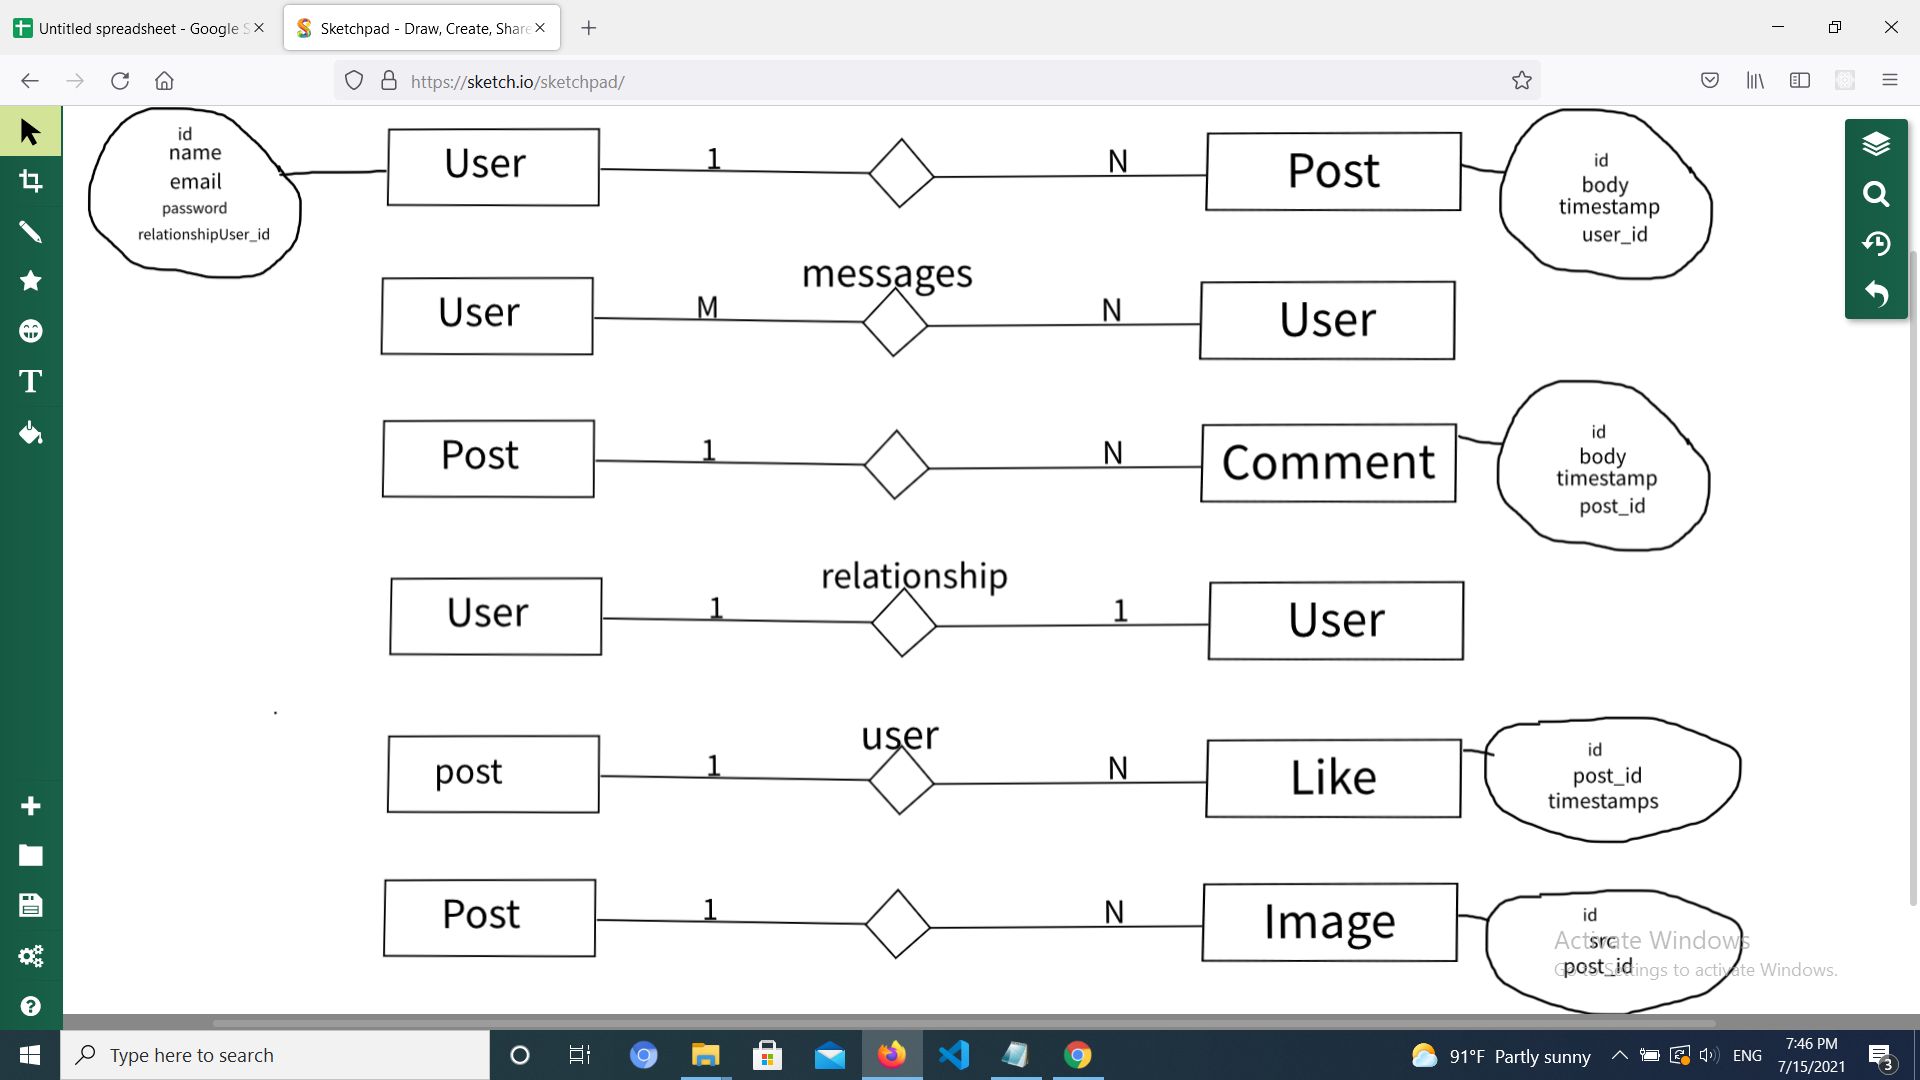 Untitled spreadsheet - Google S
Sketchpad - Draw, Create, Share
https://sketch.io/sketchpad/
id
name
email
password
relationshipUser_id
User
1
N
Post
id
body
timestamp
user_id
messages
User
M
N
User
Post
1
N
Comment
id
body
timestamp
post_id
relationship
User
1
1
User
user
post
1
N
Like
id
post_id
timestamps
Post
1
N
Image
id
src
post_id
Activate Windows
Go to Settings to activate Windows.
T
Type here to search
91°F Partly sunny
ENG
7:46 PM
7/15/2021
3